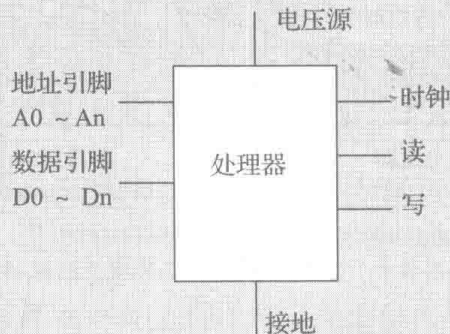 电压源
地址引脚
A0 ~ An
数据引脚
D0 ~ Dn
处理器
时钟
读
写
接地